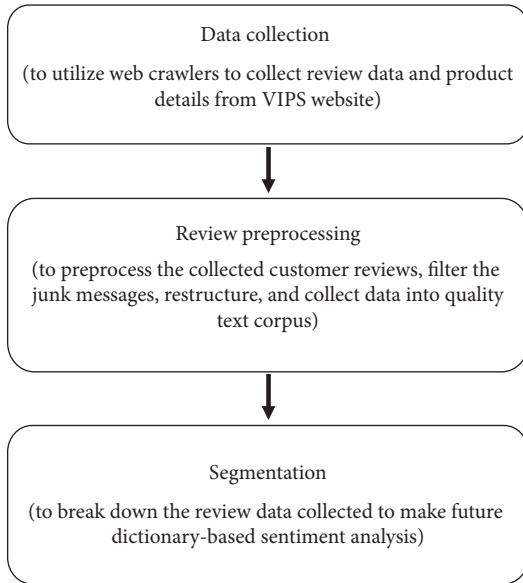 Data collection
(to utilize web crawlers to collect review data and product
details from VIPS website)
Review preprocessing
(to preprocess the collected customer reviews, filter the
junk messages, restructure, and collect data into quality
text corpus)
Segmentation
(to break down the review data collected to make future
dictionary-based sentiment analysis)